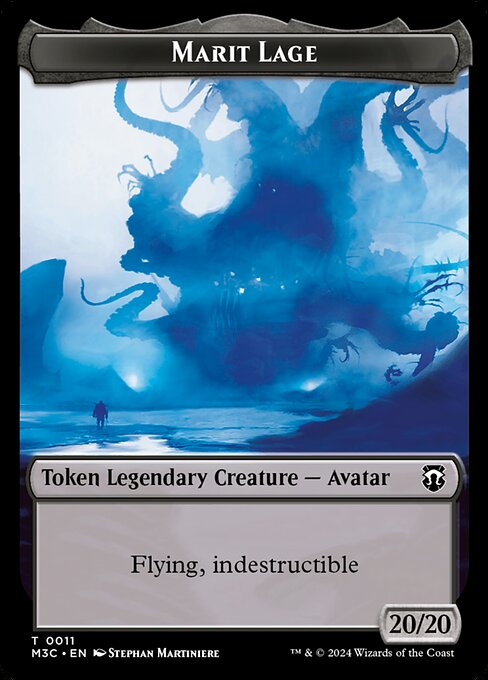 Marit Lage
Token Legendary Creature — Avatar
Flying, indestructible
20/20
T 0011
M3C • EN Stephan Martiniere
™ & © 2024 Wizards of the Coast